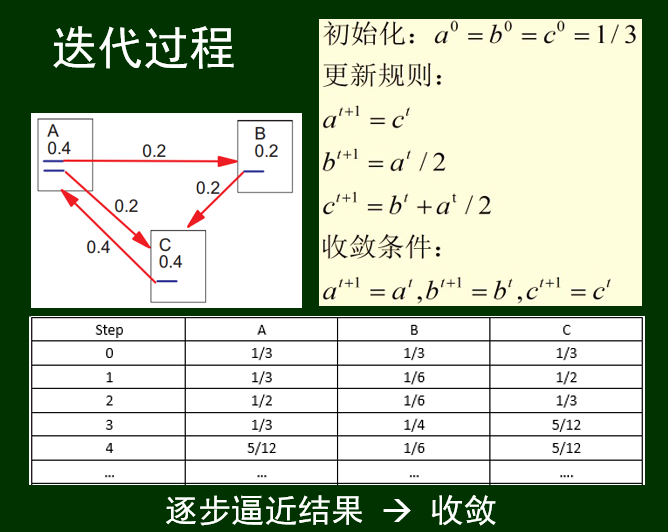 迭代过程
初始化: a^0 = b^0 = c^0 = 1/3
更新规则:
a^{t+1} = c^t
b^{t+1} = a^t / 2
c^{t+1} = b^t + a^t / 2
收敛条件:
a^{t+1} = a^t, b^{t+1} = b^t, c^{t+1} = c^t
A
0.4
B
0.2
0.2
0.2
0.2
0.4
C
0.4
Step A B C
0 1/3 1/3 1/3
1 1/3 1/6 1/2
2 1/2 1/6 1/3
3 1/3 1/4 5/12
4 5/12 1/6 5/12
... ... ... ....
逐步逼近结果 → 收敛